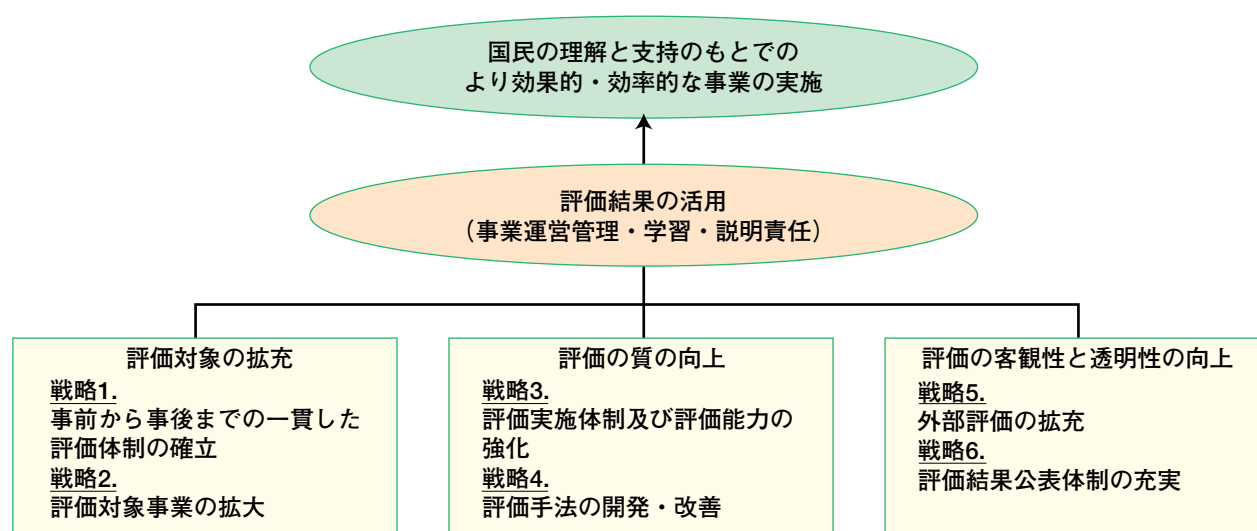 国民の理解と支持のもとでの
より効果的・効率的な事業の実施
評価結果の活用
（事業運営管理・学習・説明責任）
評価対象の拡充
戦略1.
事前から事後までの一貫した
評価体制の確立
戦略2.
評価対象事業の拡大
評価の質の向上
戦略3.
評価実施体制及び評価能力の
強化
戦略4.
評価手法の開発・改善
評価の客観性と透明性の向上
戦略5.
外部評価の拡充
戦略6.
評価結果公表体制の充実